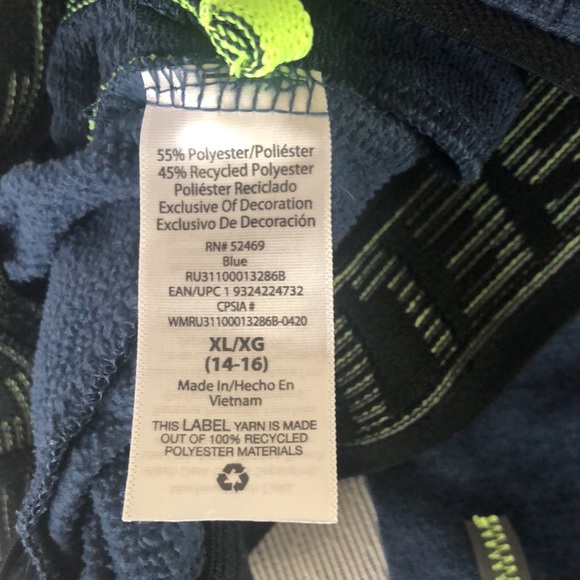 55% Polyester/Poliéster
45% Recycled Polyester
Poliéster Reciclado
Exclusive Of Decoration
Exclusivo De Decoración
RN# 52469
Blue
RU31100013286B
EAN/UPC 1 9324224732
CPSIA #
WMRU31100013286B-0420
XL/XG
(14-16)
Made In/Hecho En
Vietnam
THIS LABEL YARN IS MADE
OUT OF 100% RECYCLED
POLYESTER MATERIALS